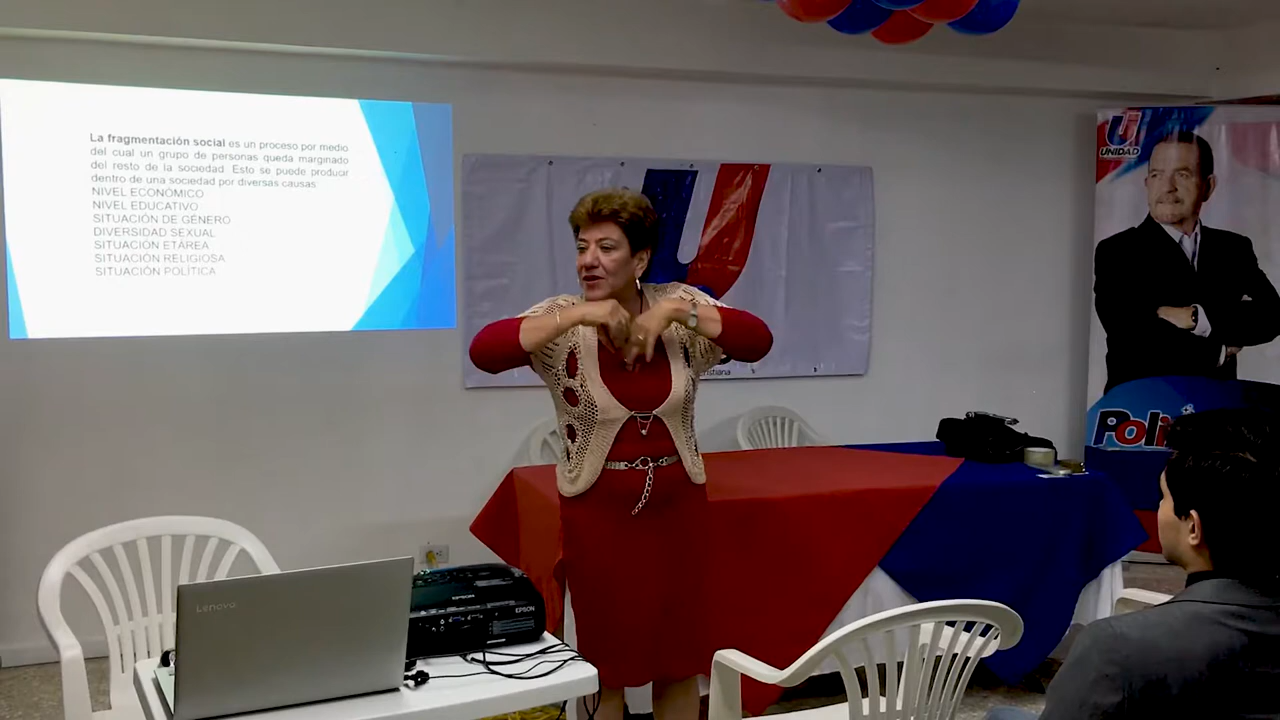 La fragmentación social es un proceso por medio
del cual un grupo de personas queda marginado
del resto de la sociedad. Esto se puede producir
dentro de una sociedad por diversas causas:
NIVEL ECONÓMICO
NIVEL EDUCATIVO
SITUACIÓN DE GÉNERO
DIVERSIDAD SEXUAL
SITUACIÓN ETÁREA
SITUACIÓN RELIGIOSA
SITUACIÓN POLÍTICA
U
UNIDAD
U
ristiana
Poli
Lenovo
EPSON
EPSON